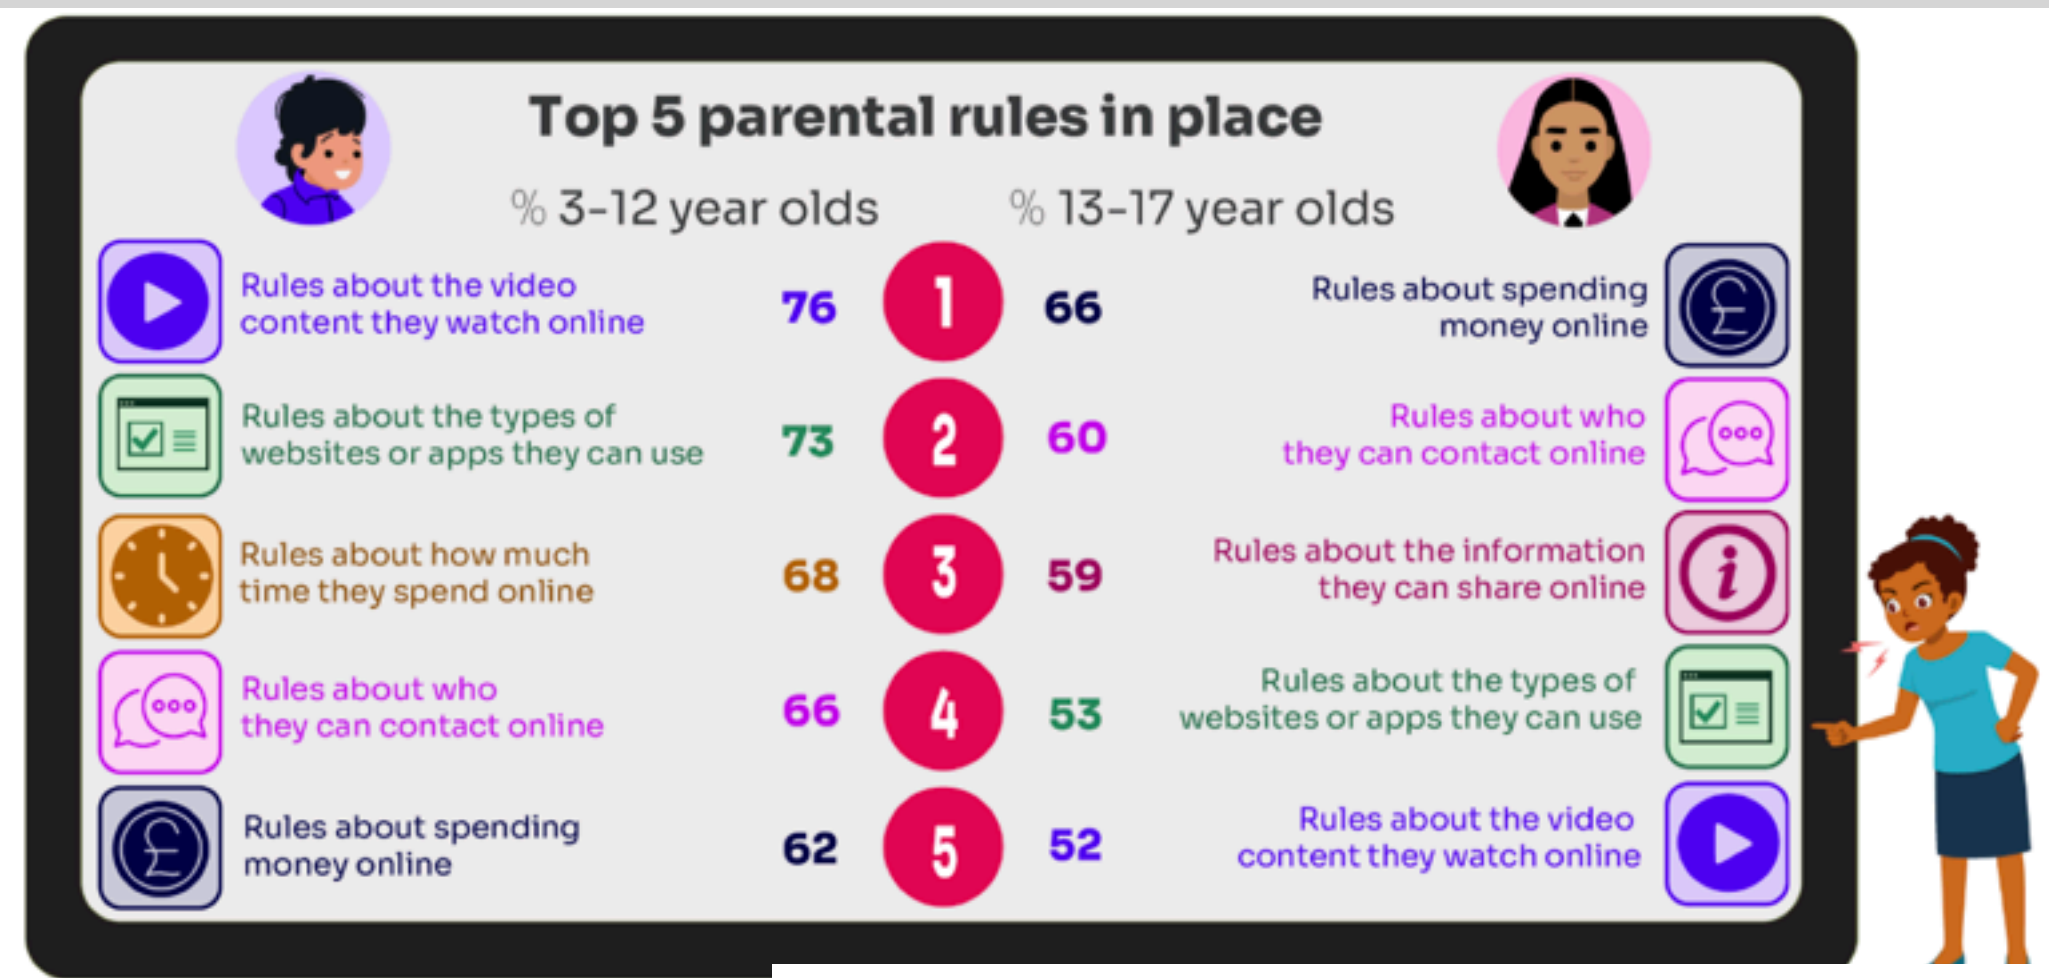 Top 5 parental rules in place
% 3-12 year olds
% 13-17 year olds
Rules about the video
content they watch online
76
1
66
Rules about spending
money online
£
Rules about the types of
websites or apps they can use
73
2
60
Rules about who
they can contact online
Rules about how much
time they spend online
68
3
59
Rules about the information
they can share online
i
Rules about who
they can contact online
66
4
53
Rules about the types of
websites or apps they can use
£
Rules about spending
money online
62
5
52
Rules about the video
content they watch online